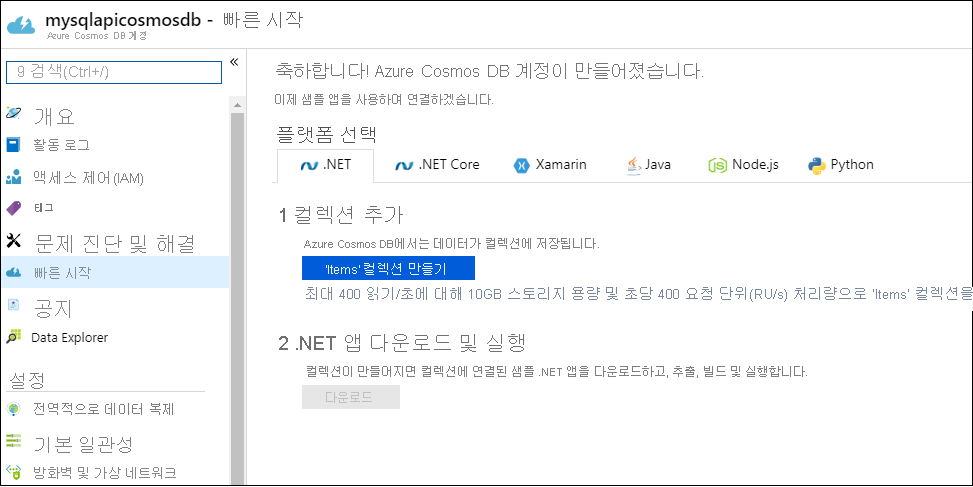 mysqlapicosmosdb - 빠른 시작
Azure Cosmos DB 계정
9 검색(Ctrl+/)
«
개요
활동 로그
액세스 제어(IAM)
태그
문제 진단 및 해결
빠른 시작
공지
Data Explorer
설정
전역적으로 데이터 복제
기본 일관성
방화벽 및 가상 네트워크
축하합니다! Azure Cosmos DB 계정이 만들어졌습니다.
이제 샘플 앱을 사용하여 연결하겠습니다.
플랫폼 선택
.NET .NET Core Xamarin Java Node.js Python
1 컬렉션 추가
Azure Cosmos DB에서는 데이터가 컬렉션에 저장됩니다.
'Items' 컬렉션 만들기
최대 400 읽기/초에 대해 10GB 스토리지 용량 및 초당 400 요청 단위(RU/s) 처리량으로 'Items' 컬렉션을
2 .NET 앱 다운로드 및 실행
컬렉션이 만들어지면 컬렉션에 연결된 샘플 .NET 앱을 다운로드하고, 추출, 빌드 및 실행합니다.
다운로드